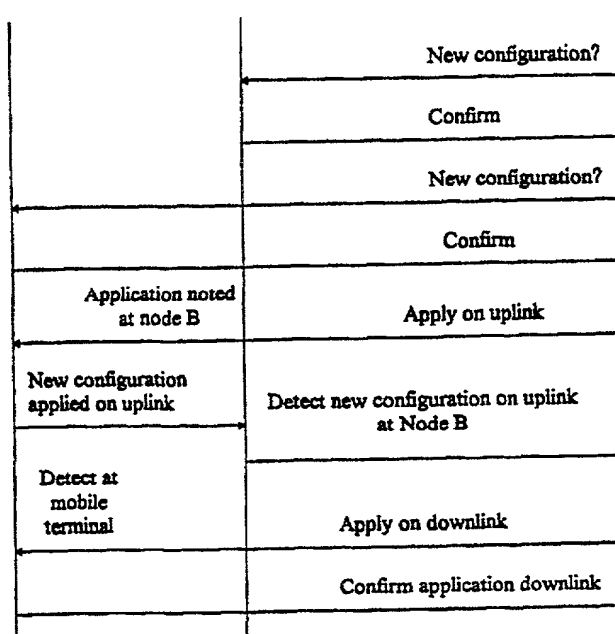 New configuration?
Confirm
New configuration?
Confirm
Application noted
at node B
Apply on uplink
New configuration
applied on uplink
Detect new configuration on uplink
at Node B
Detect at
mobile
terminal
Apply on downlink
Confirm application downlink